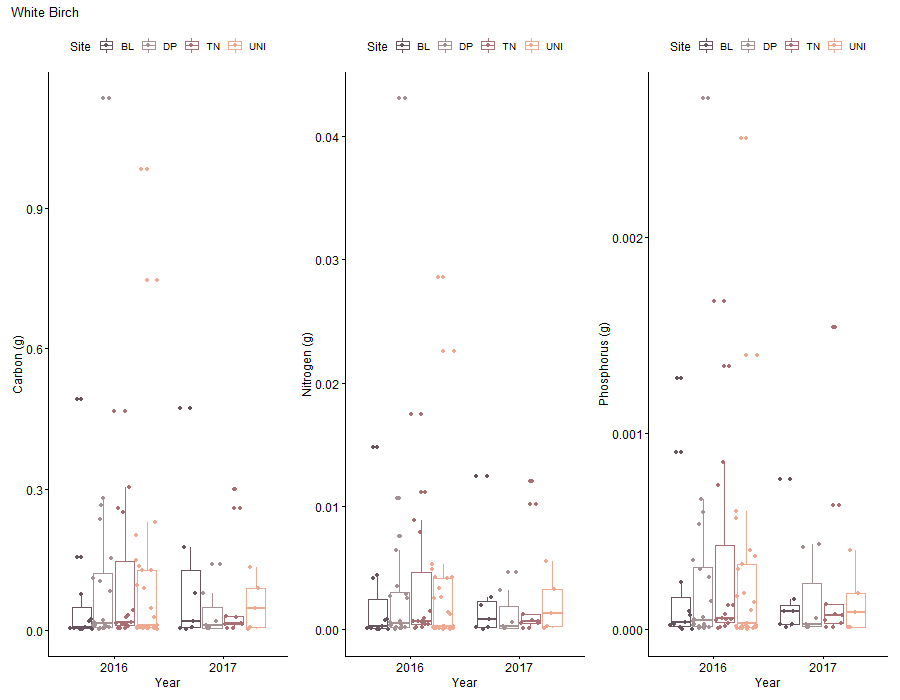 White Birch
Site BL DP TN UNI
Site BL DP TN UNI
Site BL DP TN UNI
Carbon (g)
0.9
0.6
0.3
0.0
2016 2017
Year
Nitrogen (g)
0.04
0.03
0.02
0.01
0.00
2016 2017
Year
Phosphorus (g)
0.002
0.001
0.000
2016 2017
Year